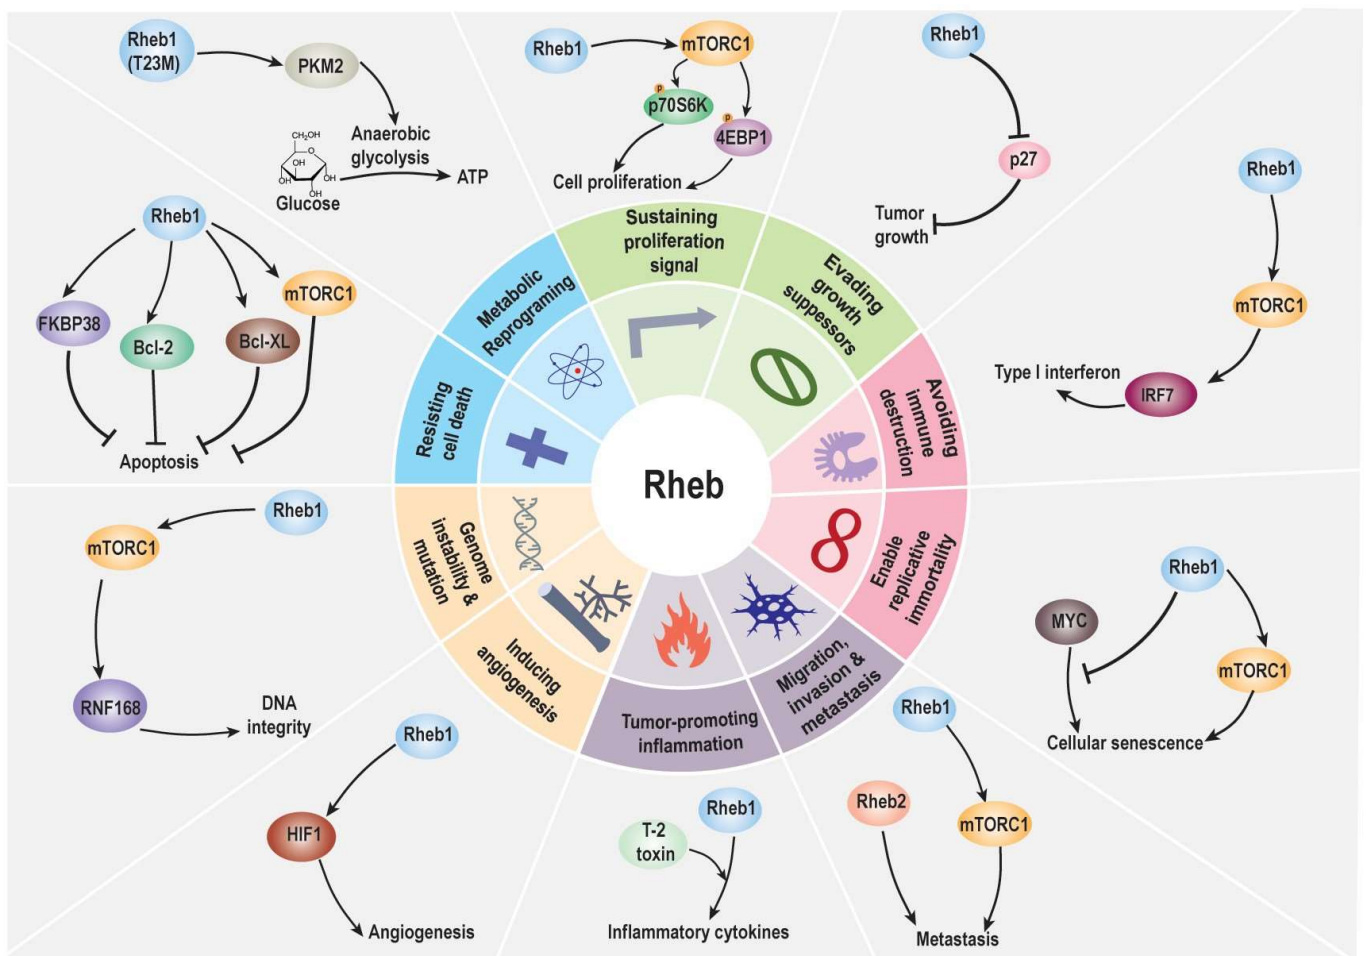 Rheb1
(T23M)
PKM2
Anaerobic
glycolysis
CH₂OH
O
OH
OH
OH
OH
Glucose
ATP
Rheb1
mTORC1
p
p70S6K
p
4EBP1
Cell proliferation
Rheb1
p27
Tumor
growth
Rheb1
mTORC1
IRF7
Type I interferon
Rheb1
FKBP38
Bcl-2
Bcl-XL
mTORC1
Apoptosis
Sustaining
proliferation
signal
Evading
growth
suppessors
Avoiding
immune
destruction
Enable
replicative
immortality
Migration,
invasion &
metastasis
Tumor-promoting
inflammation
Inducing
angiogenesis
Genome
instability &
mutation
Resisting
cell death
Metabolic
Reprograming
Rheb
Rheb1
mTORC1
RNF168
DNA
integrity
Rheb1
HIF1
Angiogenesis
Rheb1
T-2
toxin
Inflammatory cytokines
Rheb1
Rheb2
mTORC1
Metastasis
Rheb1
MYC
mTORC1
Cellular senescence